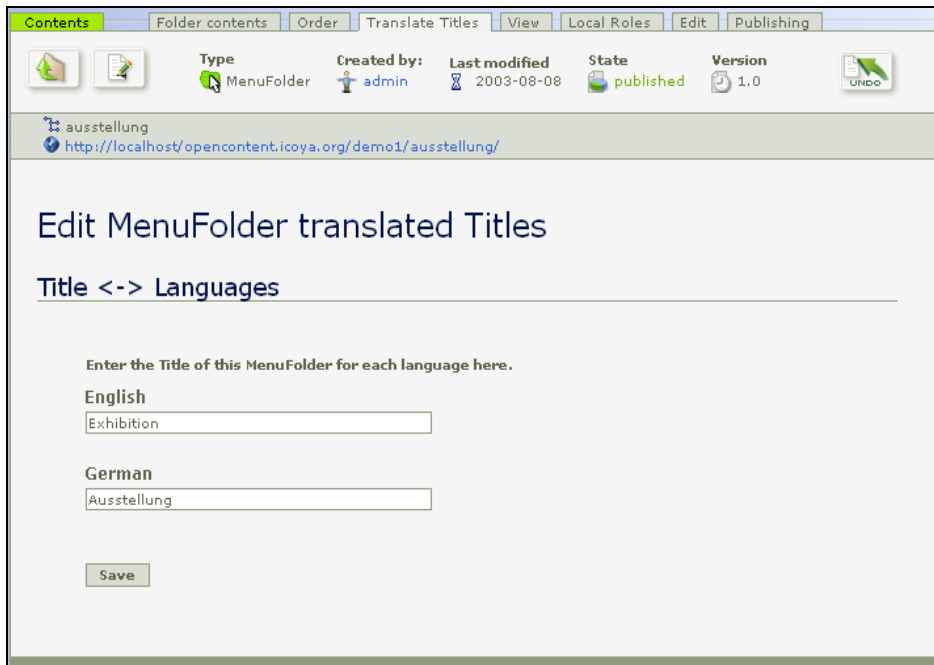 Contents Folder contents Order Translate Titles View Local Roles Edit Publishing
Type Created by: Last modified State Version
MenuFolder admin 2003-08-08 published 1.0 UNDO
ausstellung
http://localhost/opencontent.icoya.org/demo1/ausstellung/
Edit MenuFolder translated Titles
Title <-> Languages
Enter the Title of this MenuFolder for each language here.
English
Exhibition
German
Ausstellung
Save